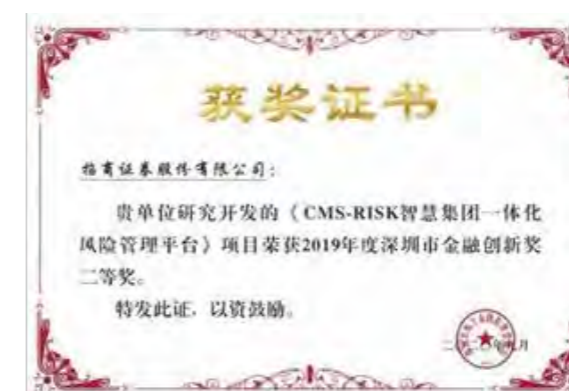 获奖证书
招商证券股份有限公司：
贵单位研究开发的《CMS-RISK智慧集团一体化
风险管理平台》项目荣获2019年度深圳市金融创新奖
二等奖。
特发此证，以资鼓励。